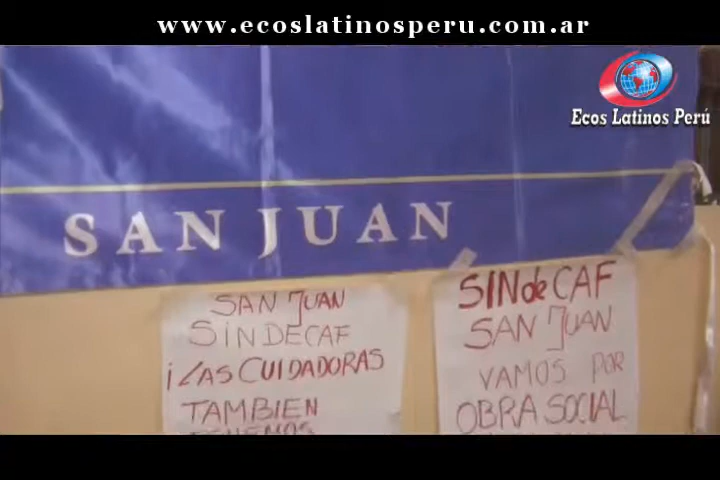 www.ecoslatinosperu.com.ar
Ecos Latinos Perú
SAN JUAN
SAN JUAN
SINDECAF
¡LAS CUIDADORAS
TAMBIEN
TENEMOS
SINdeCAF
SAN JUAN
VAMOS POR
OBRA SOCIAL